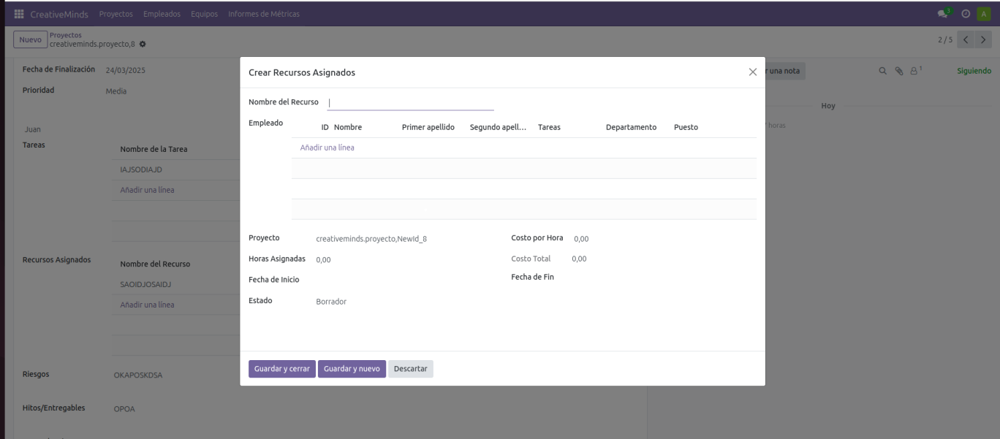 CreativeMinds Proyectos Empleados Equipos Informes de Métricas 3 A
Nuevo Proyectos
creativeminds.proyecto,8
2 / 5
Fecha de Finalización 24/03/2025
Prioridad Media
Juan
Tareas
Nombre de la Tarea
IAJSODIAJD
Añadir una línea
Recursos Asignados
Nombre del Recurso
SAOIDJOSAIDJ
Añadir una línea
Riesgos OKAPOSKDSA
Hitos/Entregables OPOA
Crear Recursos Asignados
Nombre del Recurso
Empleado
ID Nombre Primer apellido Segundo apell... Tareas Departamento Puesto
Añadir una línea
Proyecto creativeminds.proyecto,NewId_8
Costo por Hora 0,00
Horas Asignadas 0,00
Costo Total 0,00
Fecha de Inicio
Fecha de Fin
Estado Borrador
Guardar y cerrar Guardar y nuevo Descartar
una nota
1
Siguiendo
Hoy
horas